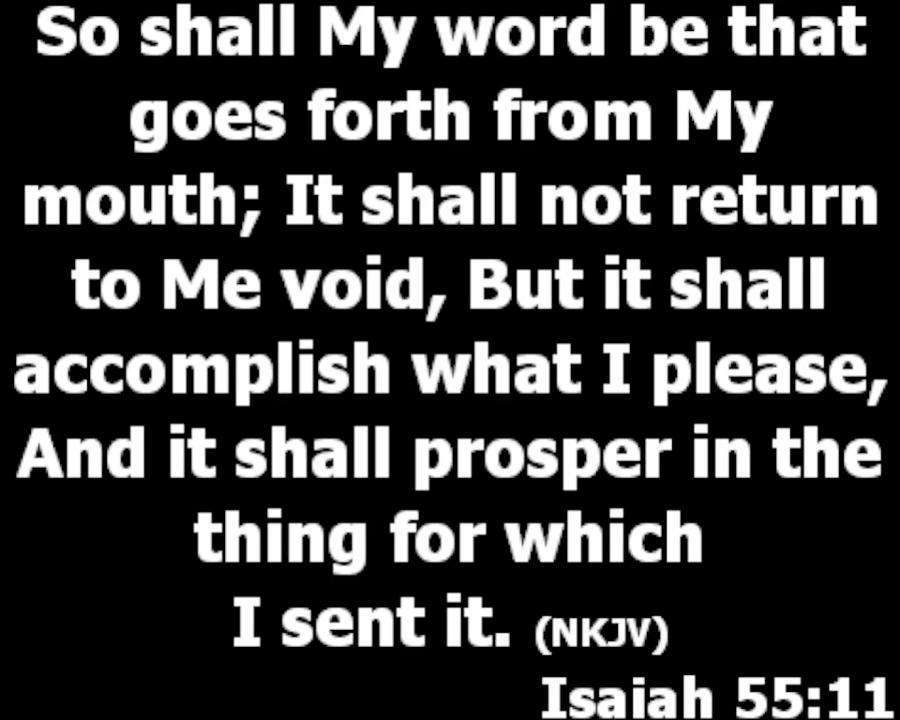 So shall My word be that
goes forth from My
mouth; It shall not return
to Me void, But it shall
accomplish what I please,
And it shall prosper in the
thing for which
I sent it. (NKJV)
Isaiah 55:11